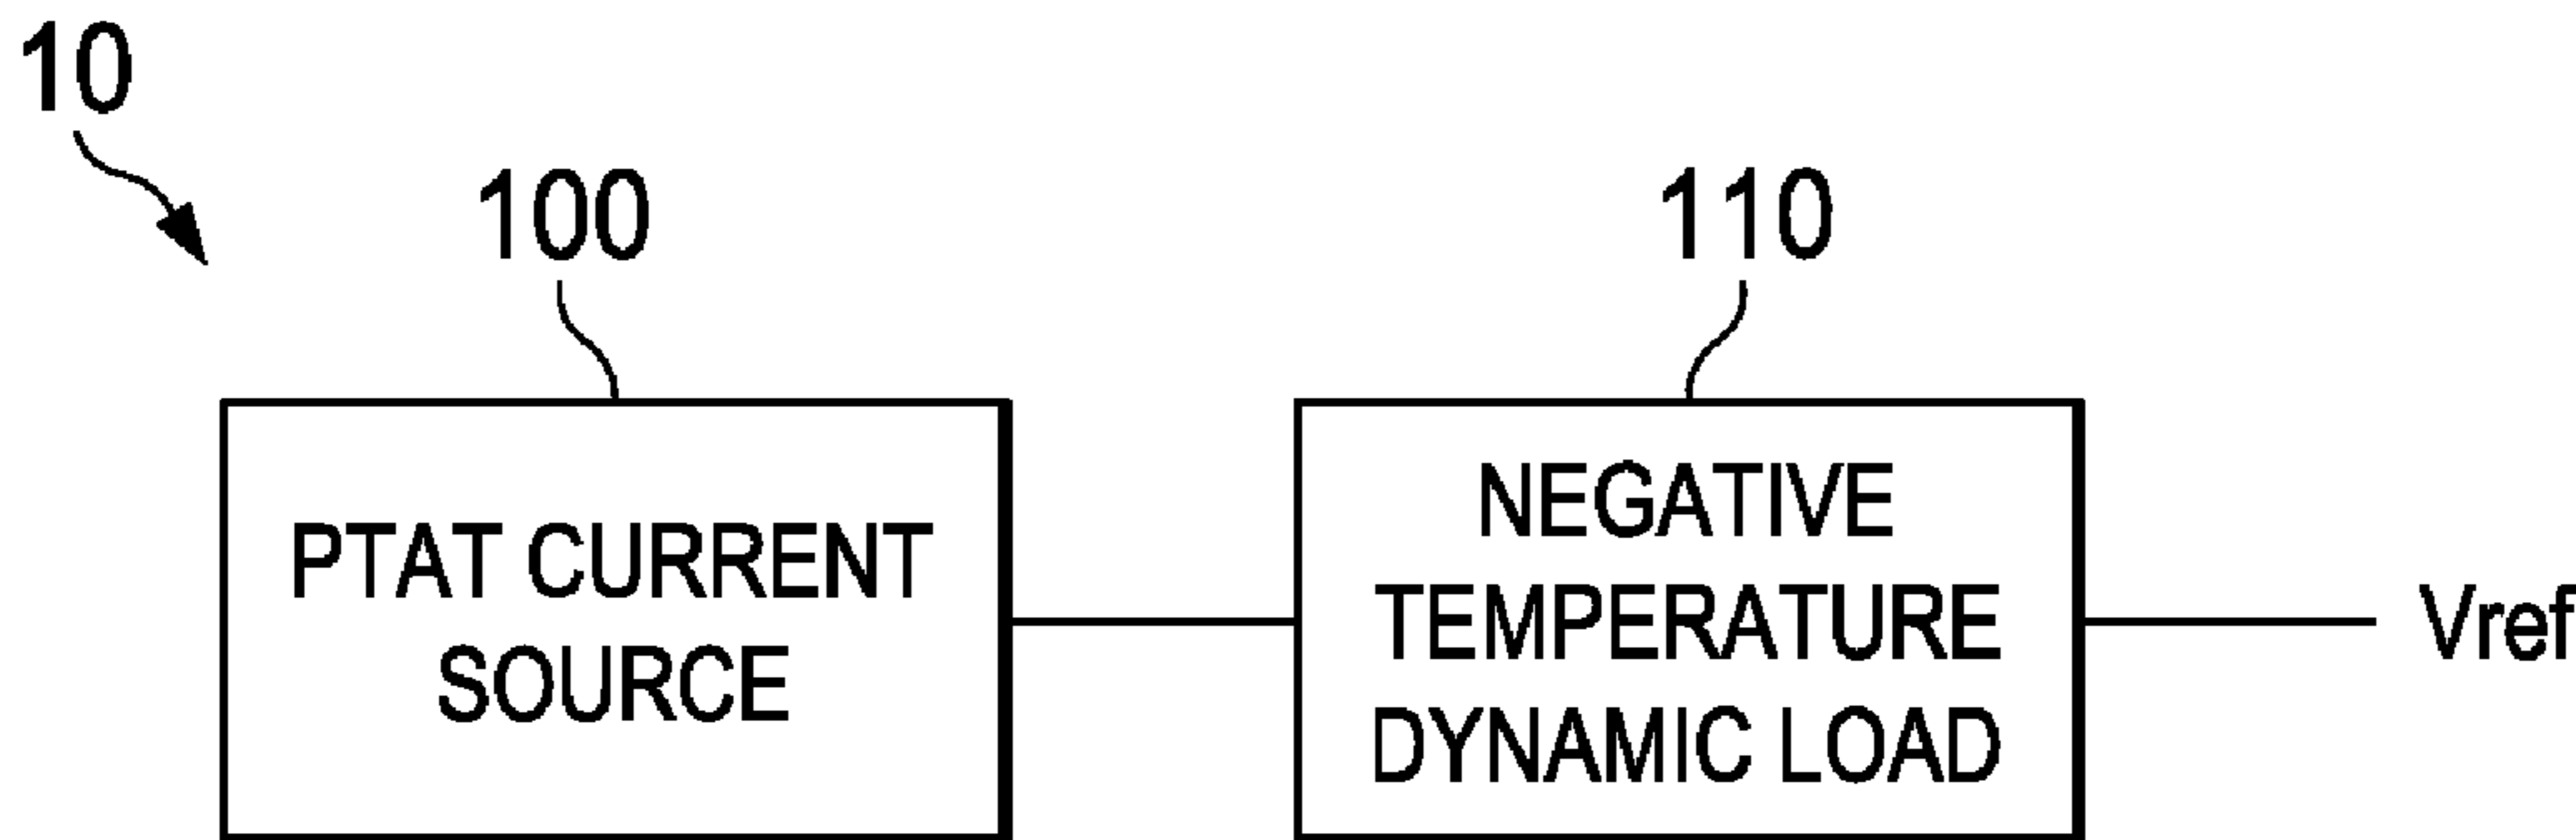 10
100
110
PTAT CURRENT
SOURCE
NEGATIVE
TEMPERATURE
DYNAMIC LOAD
Vref